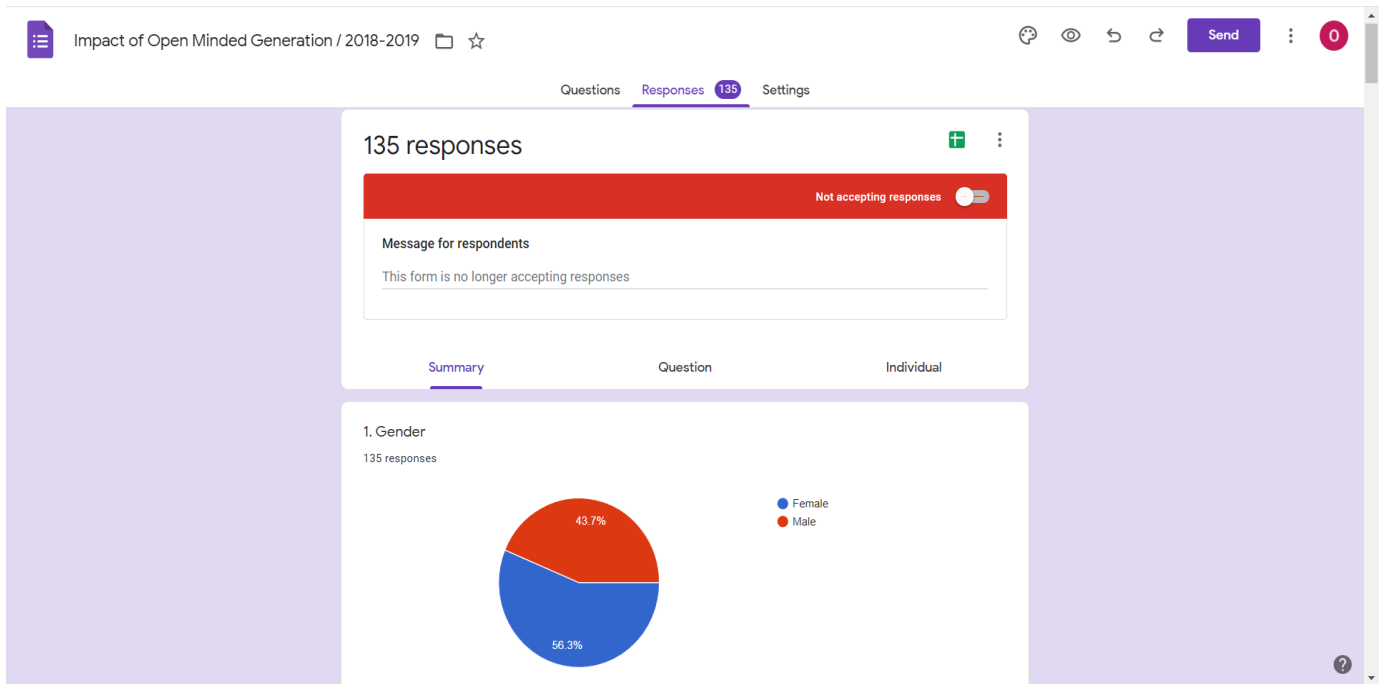 Impact of Open Minded Generation / 2018-2019
Send
O
Questions
Responses 135
Settings
135 responses
Not accepting responses
Message for respondents
This form is no longer accepting responses
Summary
Question
Individual
1. Gender
135 responses
43.7%
56.3%
Female
Male
?